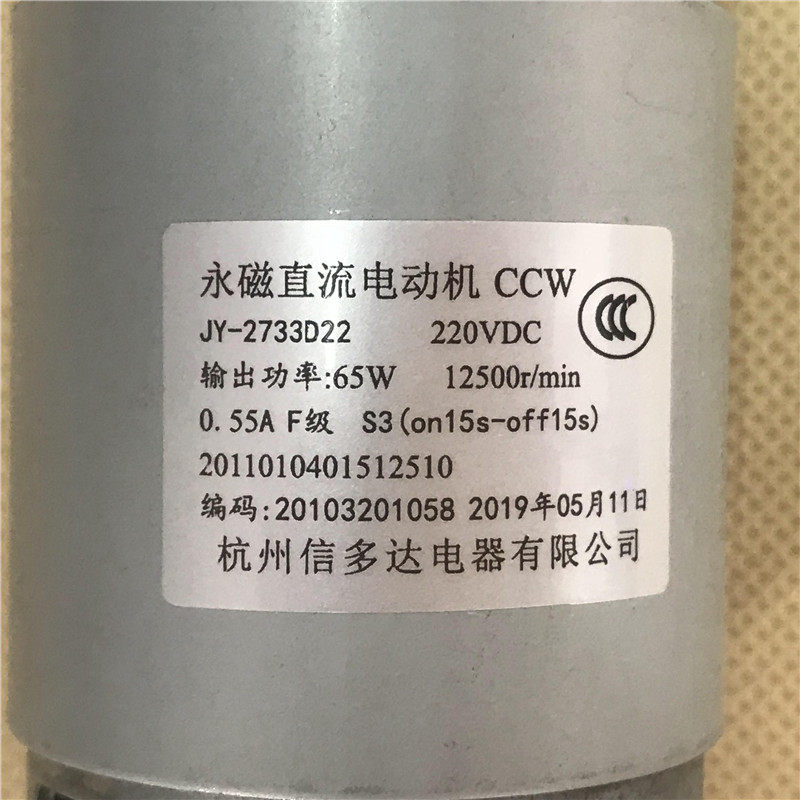 永磁直流电动机 CCW
JY-2733D22 220VDC
输出功率:65W 12500r/min
0.55A F级 S3(on15s-off15s)
2011010401512510
编码:20103201058 2019年05月11日
杭州信多达电器有限公司